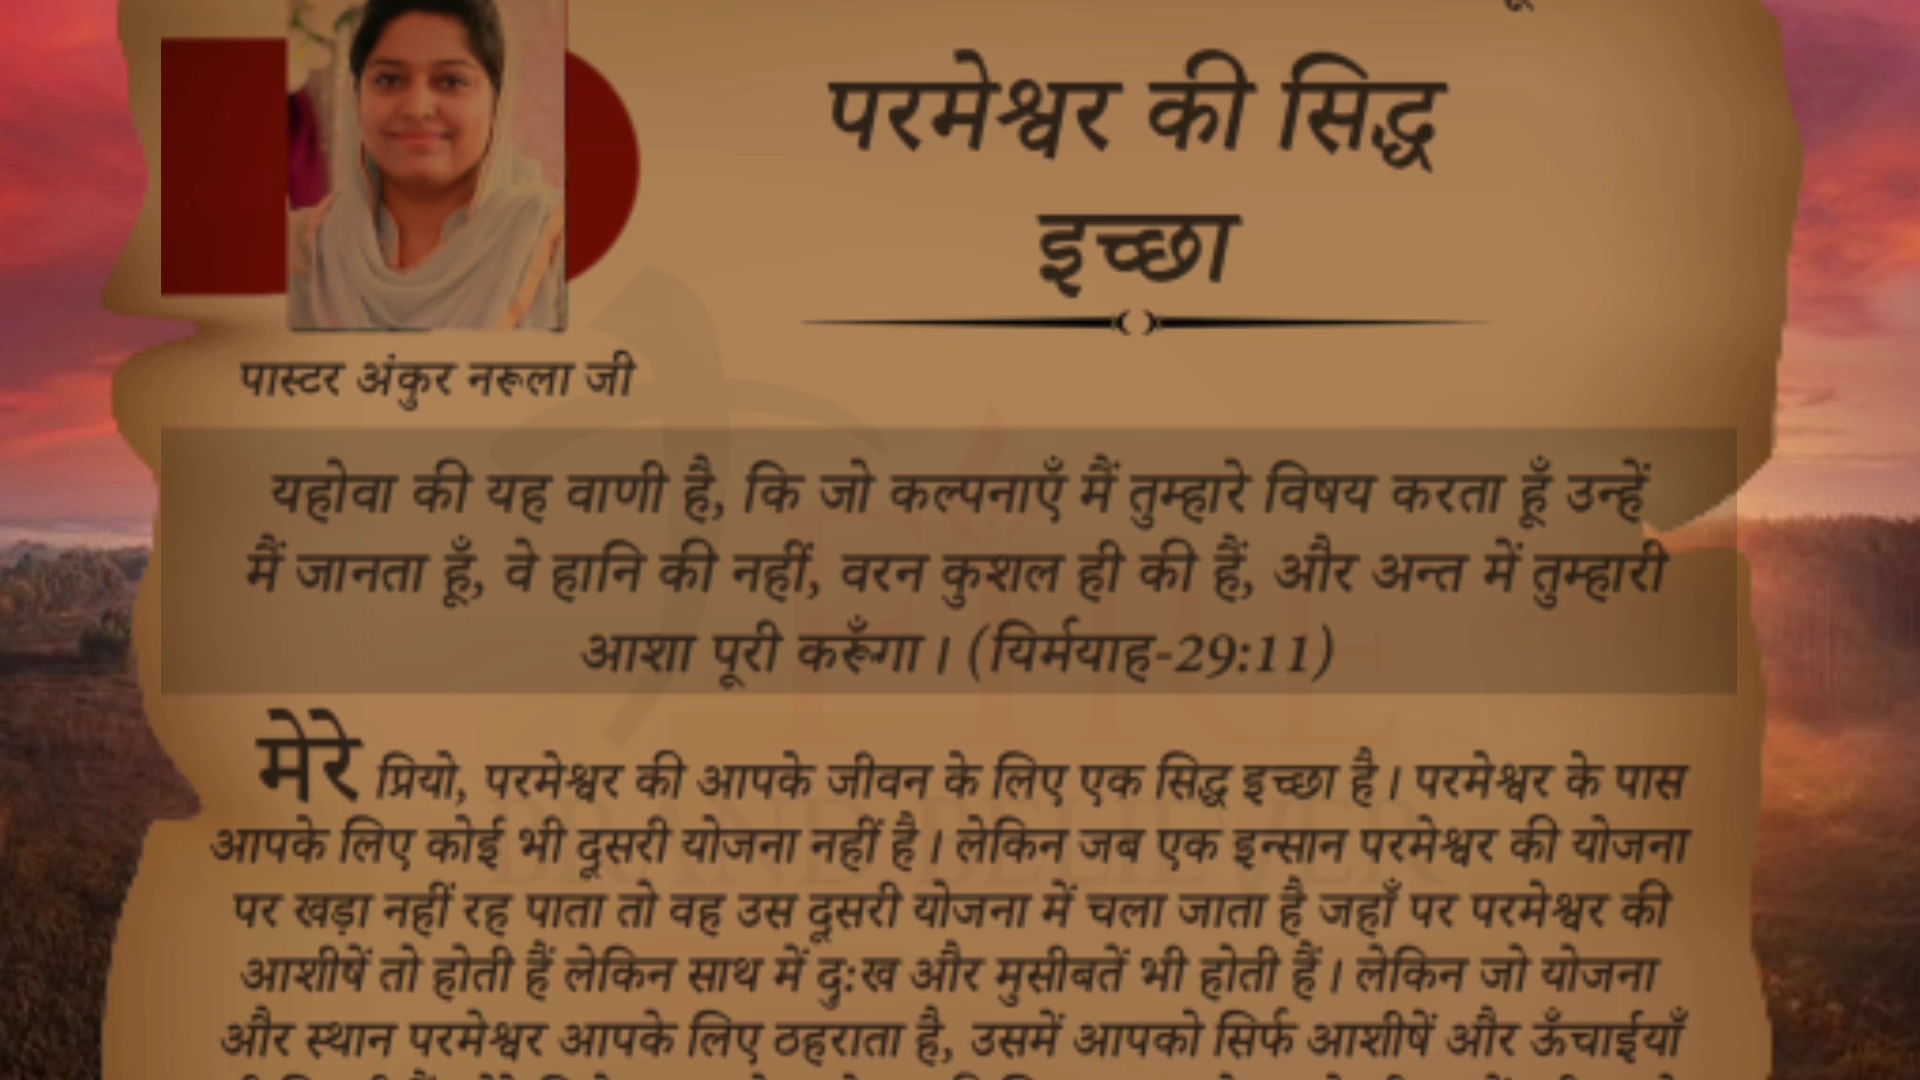 परमेश्वर की सिद्ध
इच्छा
पास्टर अंकुर नरूला जी
यहोवा की यह वाणी है, कि जो कल्पनाएँ मैं तुम्हारे विषय करता हूँ उन्हें
मैं जानता हूँ, वे हानि की नहीं, वरन कुशल ही की हैं, और अन्त में तुम्हारी
आशा पूरी करूँगा। (यिर्मयाह-29:11)
मेरे प्रियो, परमेश्वर की आपके जीवन के लिए एक सिद्ध इच्छा है। परमेश्वर के पास
आपके लिए कोई भी दूसरी योजना नहीं है। लेकिन जब एक इन्सान परमेश्वर की योजना
पर खड़ा नहीं रह पाता तो वह उस दूसरी योजना में चला जाता है जहाँ पर परमेश्वर की
आशीषें तो होती हैं लेकिन साथ में दुःख और मुसीबतें भी होती हैं। लेकिन जो योजना
और स्थान परमेश्वर आपके लिए ठहराता है, उसमें आपको सिर्फ आशीषें और ऊँचाईयाँ
FIRE
BRAND BELIEVER